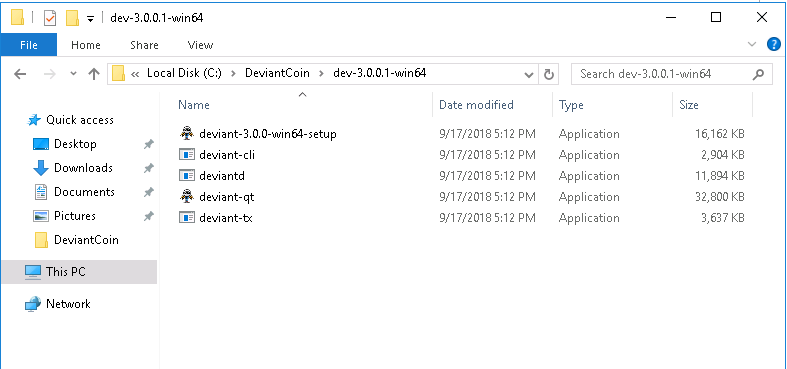 dev-3.0.0.1-win64
File Home Share View
« Local Disk (C:) > DeviantCoin > dev-3.0.0.1-win64 Search dev-3.0.0.1-win64
Name Date modified Type Size
Quick access
Desktop
Downloads
Documents
Pictures
DeviantCoin
This PC
Network
deviant-3.0.0-win64-setup 9/17/2018 5:12 PM Application 16,162 KB
deviant-cli 9/17/2018 5:12 PM Application 2,904 KB
deviantd 9/17/2018 5:12 PM Application 11,894 KB
deviant-qt 9/17/2018 5:12 PM Application 32,800 KB
deviant-tx 9/17/2018 5:12 PM Application 3,637 KB